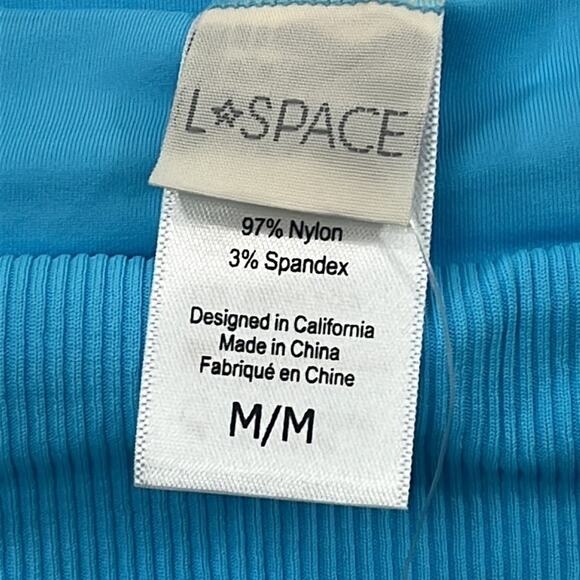 L*SPACE
97% Nylon
3% Spandex
Designed in California
Made in China
Fabriqué en Chine
M/M